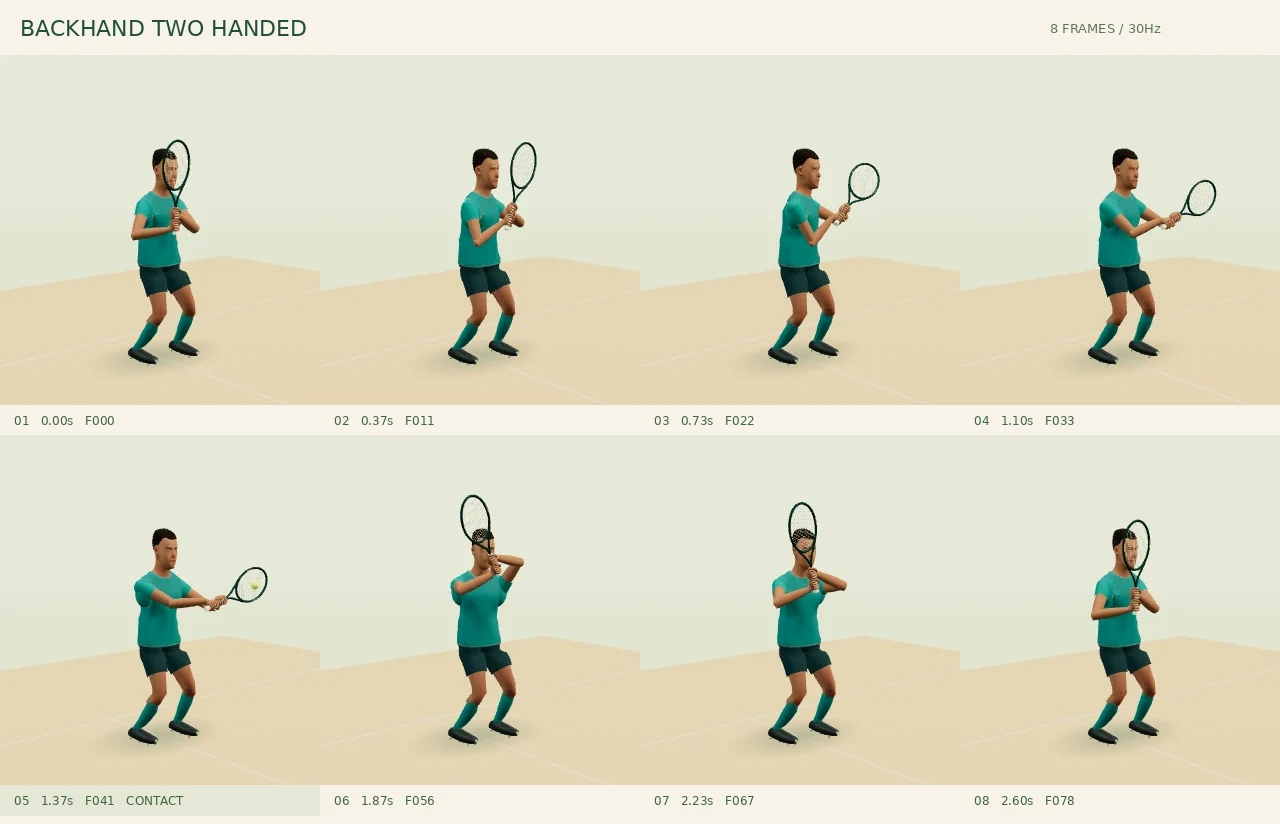 BACKHAND TWO HANDED
8 FRAMES / 30Hz
01 0.00s F000
02 0.37s F011
03 0.73s F022
04 1.10s F033
05 1.37s F041 CONTACT
06 1.87s F056
07 2.23s F067
08 2.60s F078